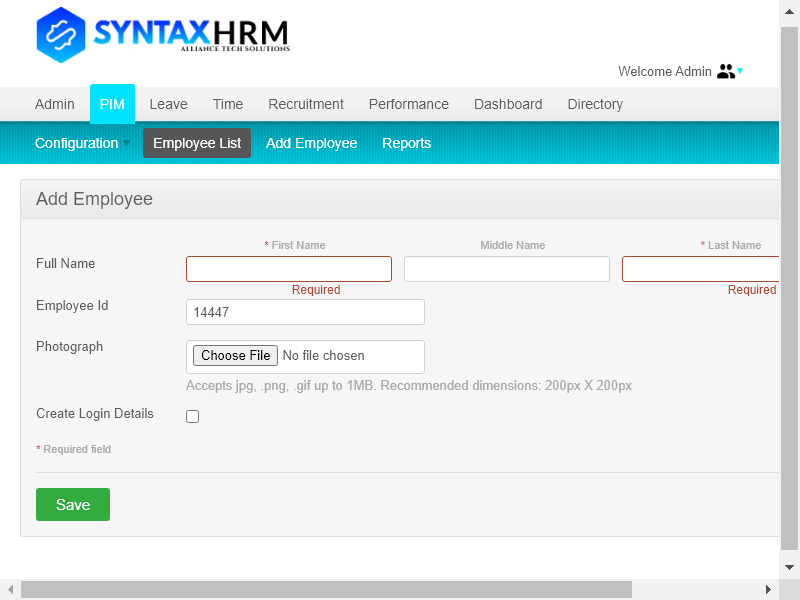 SYNTAXHRM
ALLIANCE TECH SOLUTIONS
Welcome Admin
Admin PIM Leave Time Recruitment Performance Dashboard Directory
Configuration Employee List Add Employee Reports
Add Employee
* First Name Middle Name * Last Name
Full Name
Required Required
Employee Id 14447
Photograph Choose File No file chosen
Accepts jpg, .png, .gif up to 1MB. Recommended dimensions: 200px X 200px
Create Login Details
* Required field
Save